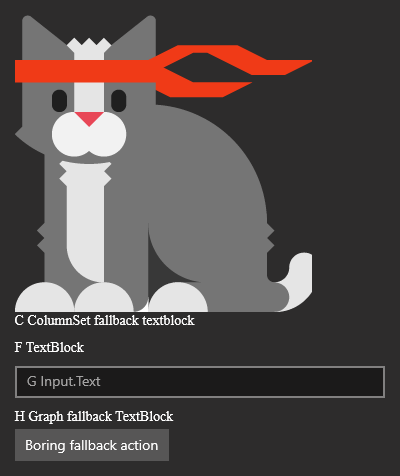 C ColumnSet fallback textblock
F TextBlock
G Input.Text
H Graph fallback TextBlock
Boring fallback action